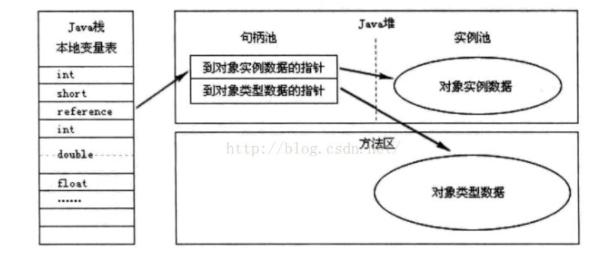 Java栈
本地变量表
int
short
reference
int
double
float
......
Java堆
句柄池
实例池
到对象实例数据的指针
到对象类型数据的指针
对象实例数据
方法区
http://blog.csdn.net/
对象类型数据